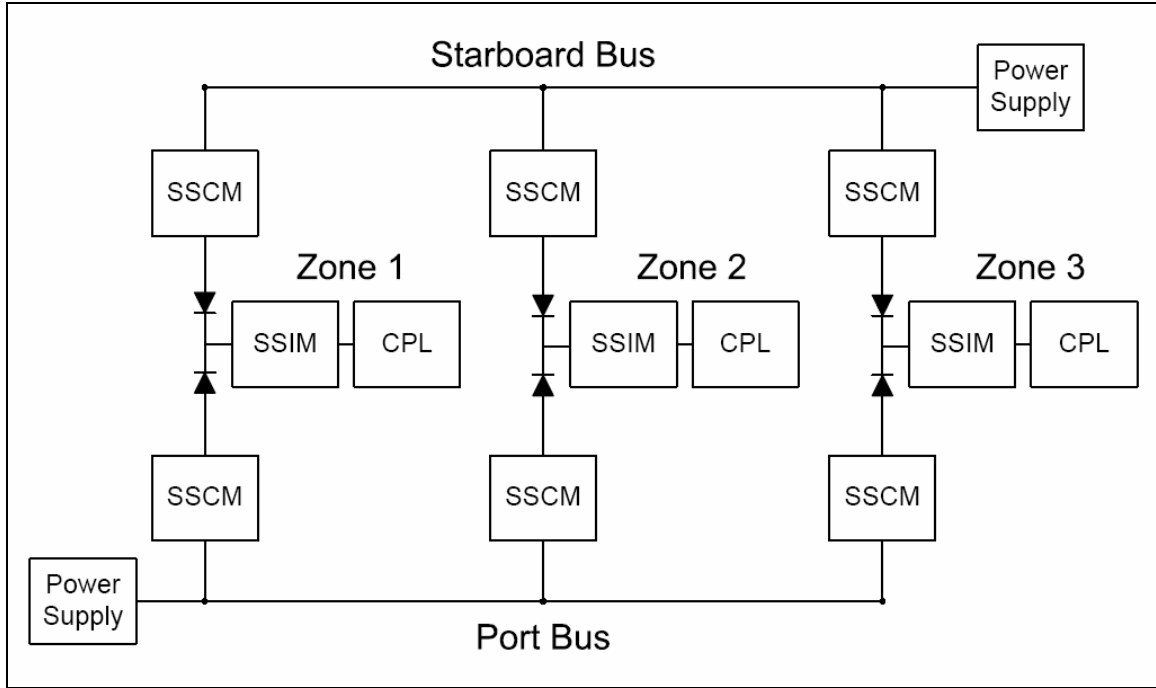 Starboard Bus
Power
Supply
SSCM
SSCM
SSCM
Zone 1
Zone 2
Zone 3
SSIM
CPL
SSIM
CPL
SSIM
CPL
SSCM
SSCM
SSCM
Power
Supply
Port Bus